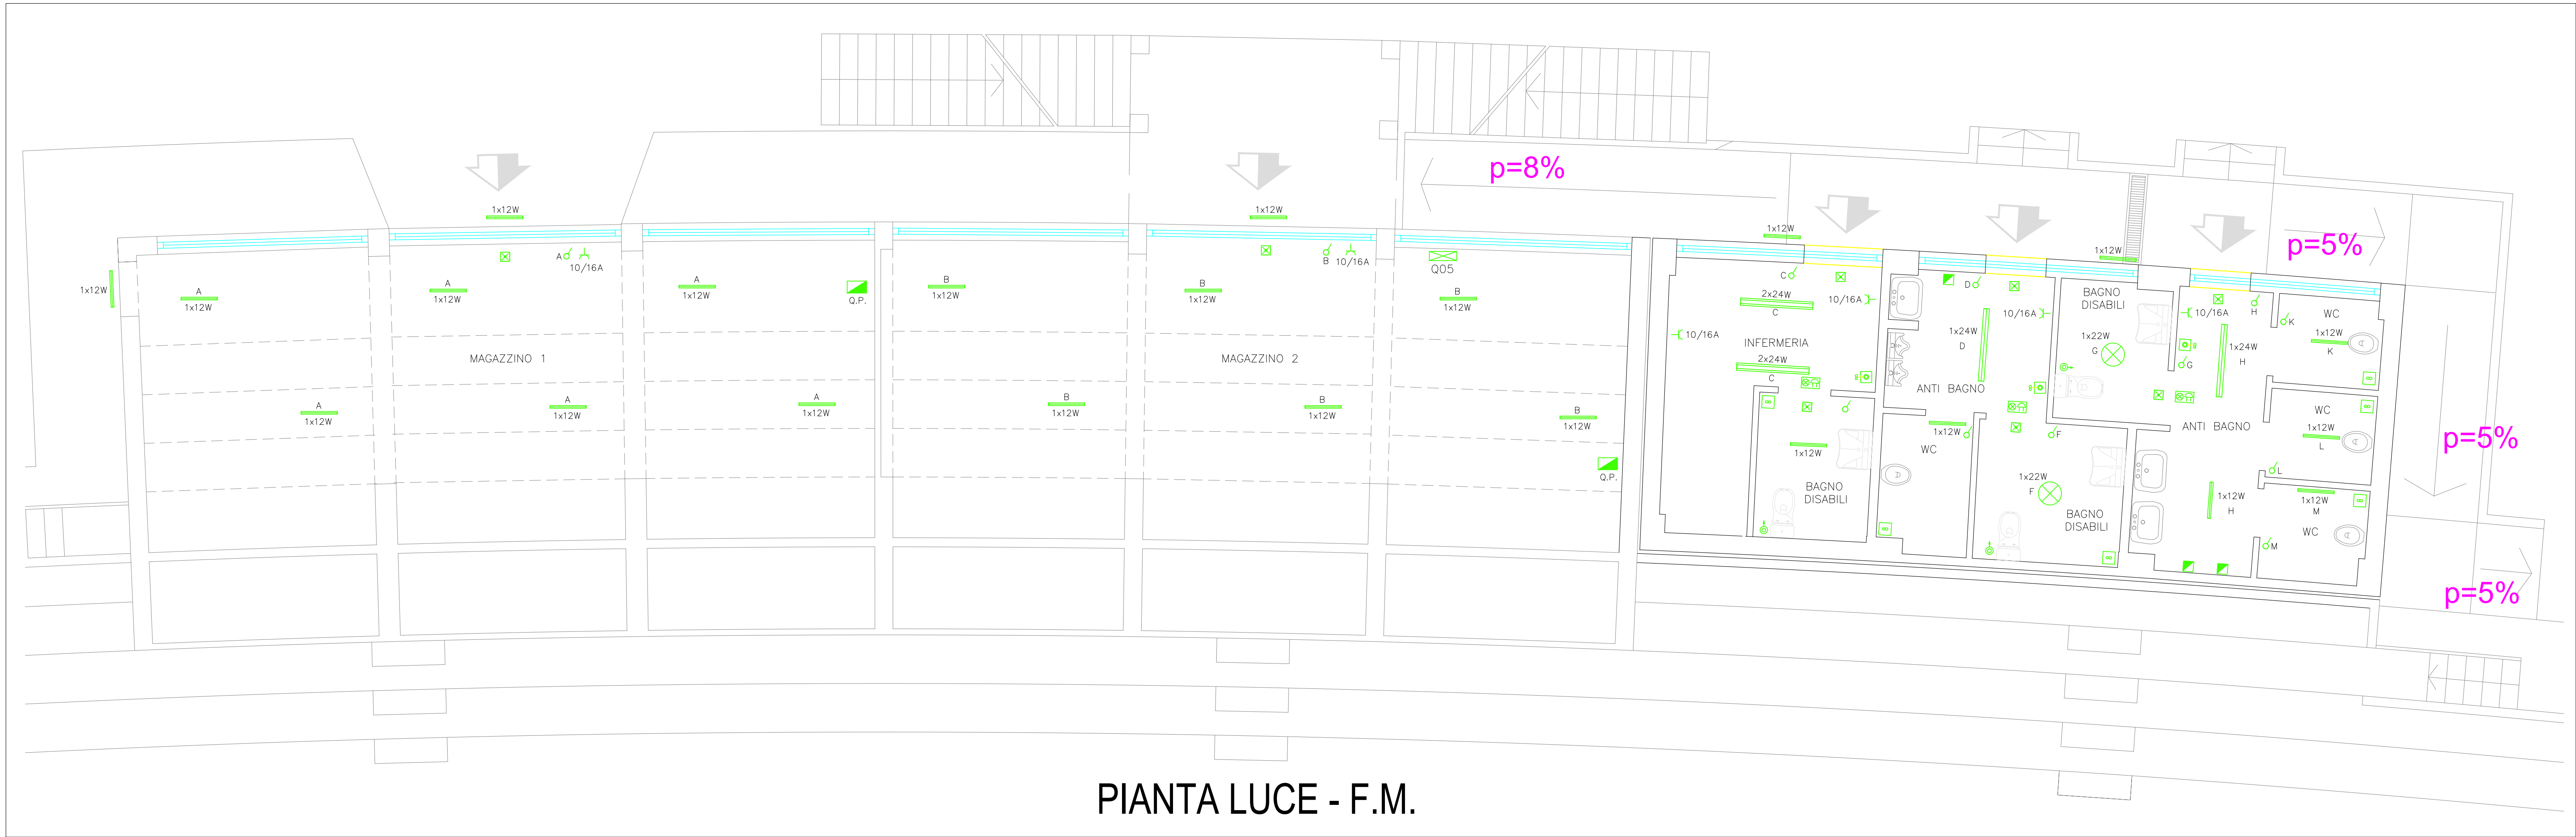 p=8%
1x12W
1x12W
1x12W
1x12W
p=5%
A
10/16A
B
10/16A
Q05
1x12W
A
1x12W
A
1x12W
A
1x12W
Q.P.
B
1x12W
B
1x12W
B
1x12W
MAGAZZINO 1
MAGAZZINO 2
A
1x12W
A
1x12W
A
1x12W
B
1x12W
B
1x12W
B
1x12W
Q.P.
C
2x24W
C
10/16A
10/16A
INFERMERIA
2x24W
C
1x12W
BAGNO
DISABILI
D
10/16A
1x24W
D
ANTI BAGNO
1x12W
WC
F
1x22W
F
BAGNO
DISABILI
BAGNO
DISABILI
1x22W
G
G
10/16A
H
1x24W
H
ANTI BAGNO
K
WC
1x12W
K
WC
1x12W
L
L
1x12W
H
1x12W
M
WC
M
p=5%
p=5%
PIANTA LUCE - F.M.